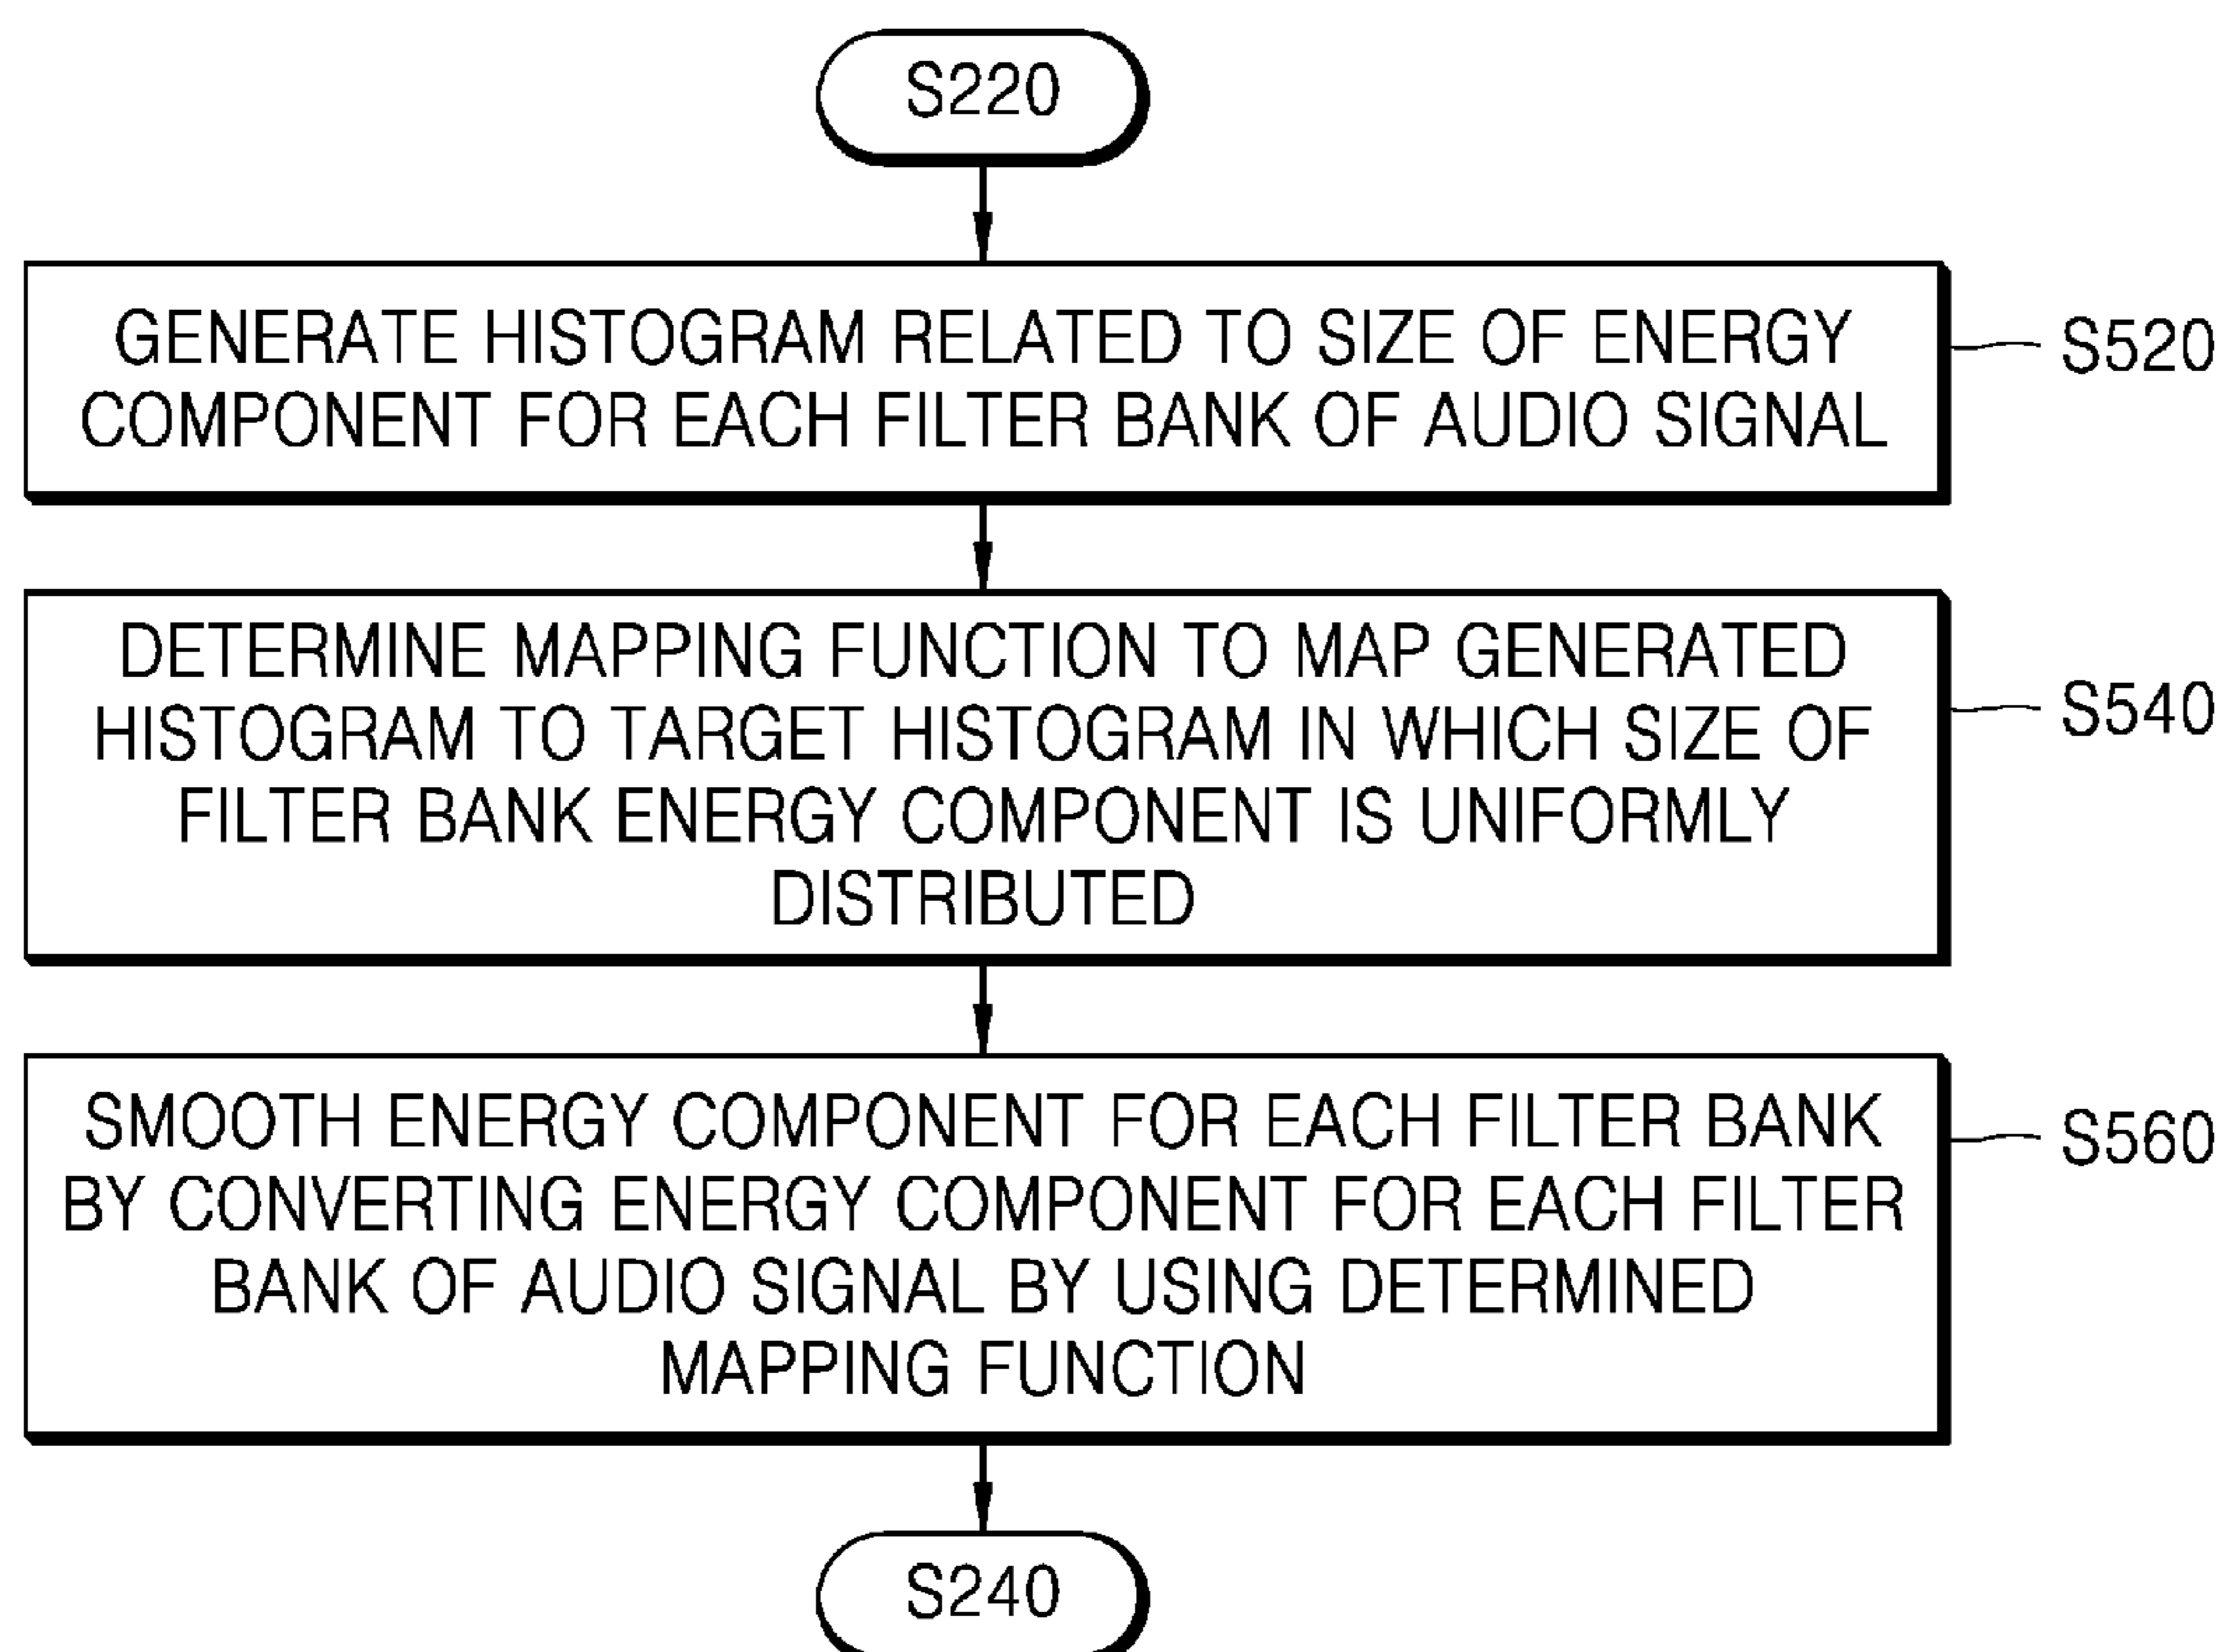 S220
GENERATE HISTOGRAM RELATED TO SIZE OF ENERGY
COMPONENT FOR EACH FILTER BANK OF AUDIO SIGNAL
S520
DETERMINE MAPPING FUNCTION TO MAP GENERATED
HISTOGRAM TO TARGET HISTOGRAM IN WHICH SIZE OF
FILTER BANK ENERGY COMPONENT IS UNIFORMLY
DISTRIBUTED
S540
SMOOTH ENERGY COMPONENT FOR EACH FILTER BANK
BY CONVERTING ENERGY COMPONENT FOR EACH FILTER
BANK OF AUDIO SIGNAL BY USING DETERMINED
MAPPING FUNCTION
S560
S240